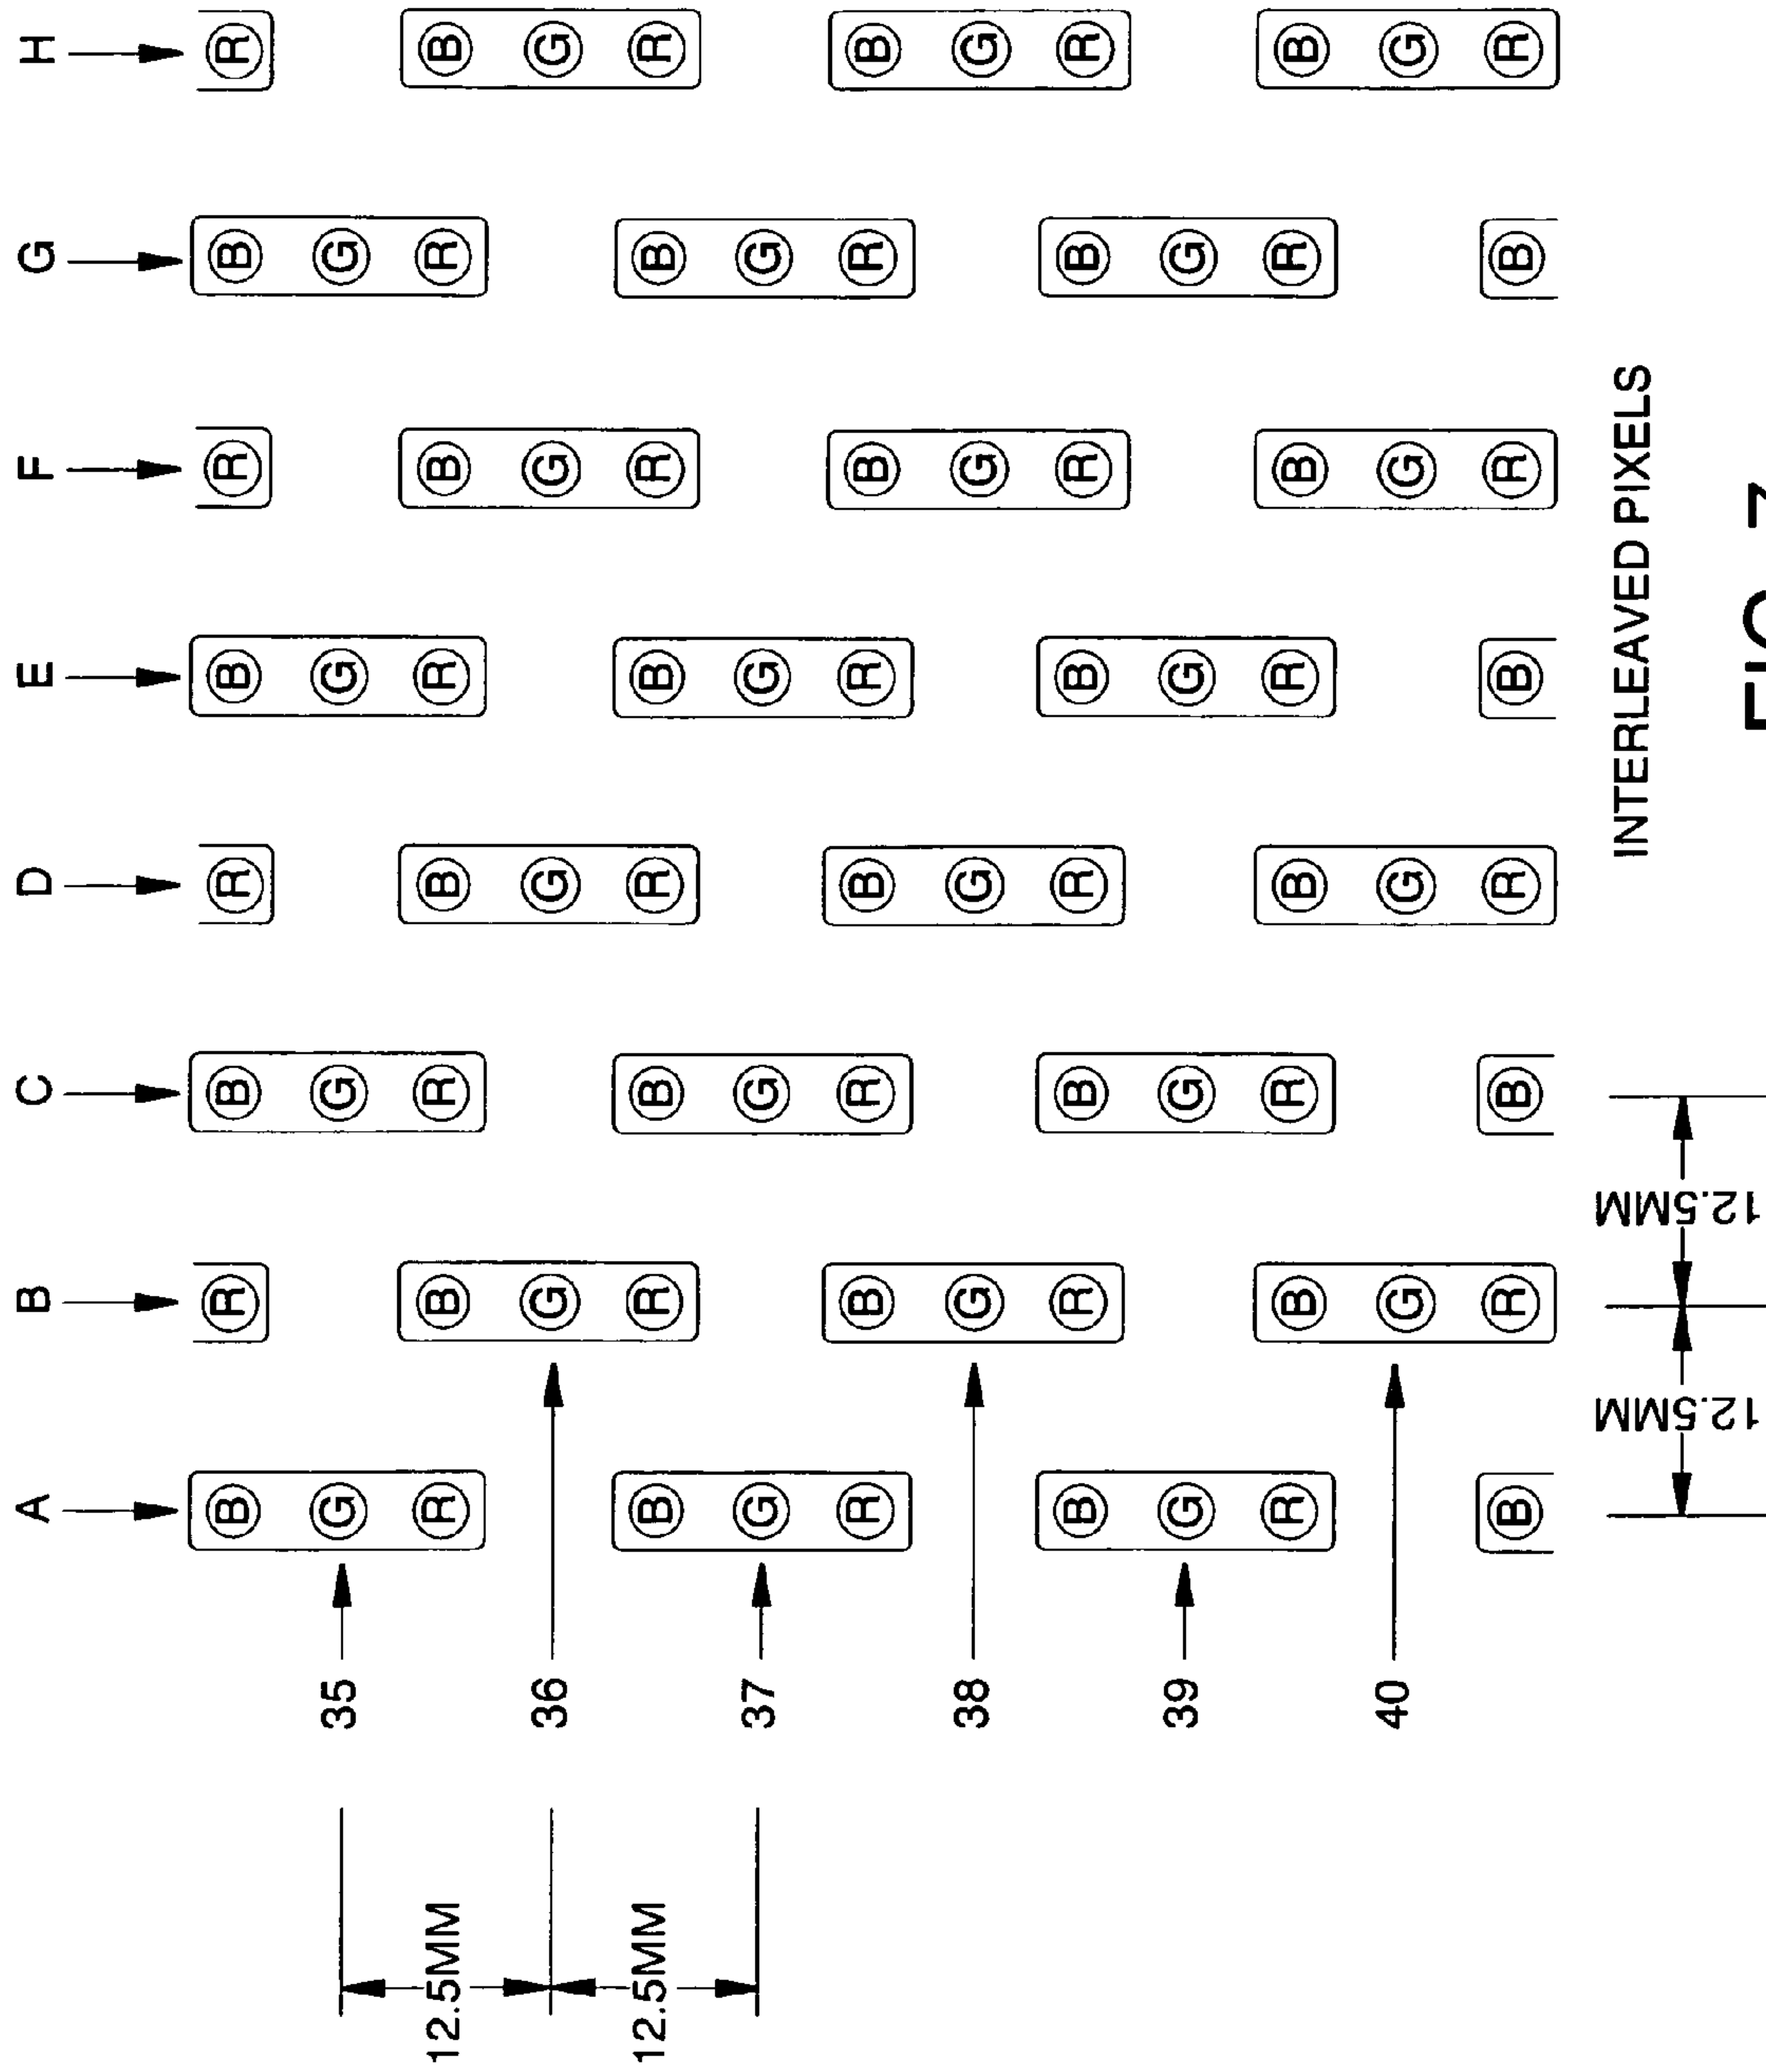 A B C D E F G H
B R B R B R B R
35 G G G G
12.5MM R B R B R B R B
36 G G G G
12.5MM B R B R B R B R
37 G G G G
R B R B R B R B
38 G G G G
B R B R B R B R
39 G G G G
R B R B R B R B
40 G G G G
B R B R B R B R
INTERLEAVED PIXELS
12.5MM 12.5MM